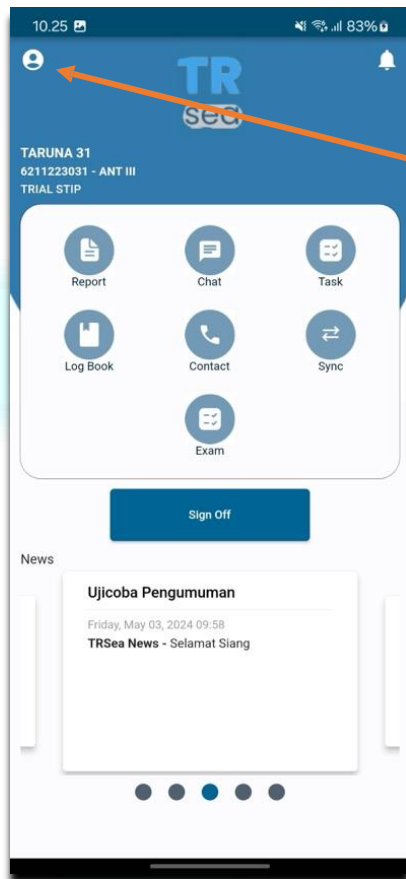 10.25 83%
TR
sea
TARUNA 31
6211223031 - ANT III
TRIAL STIP
Report Chat Task
Log Book Contact Sync
Exam
Sign Off
News
Ujicoba Pengumuman
Friday, May 03, 2024 09:58
TRSea News - Selamat Siang